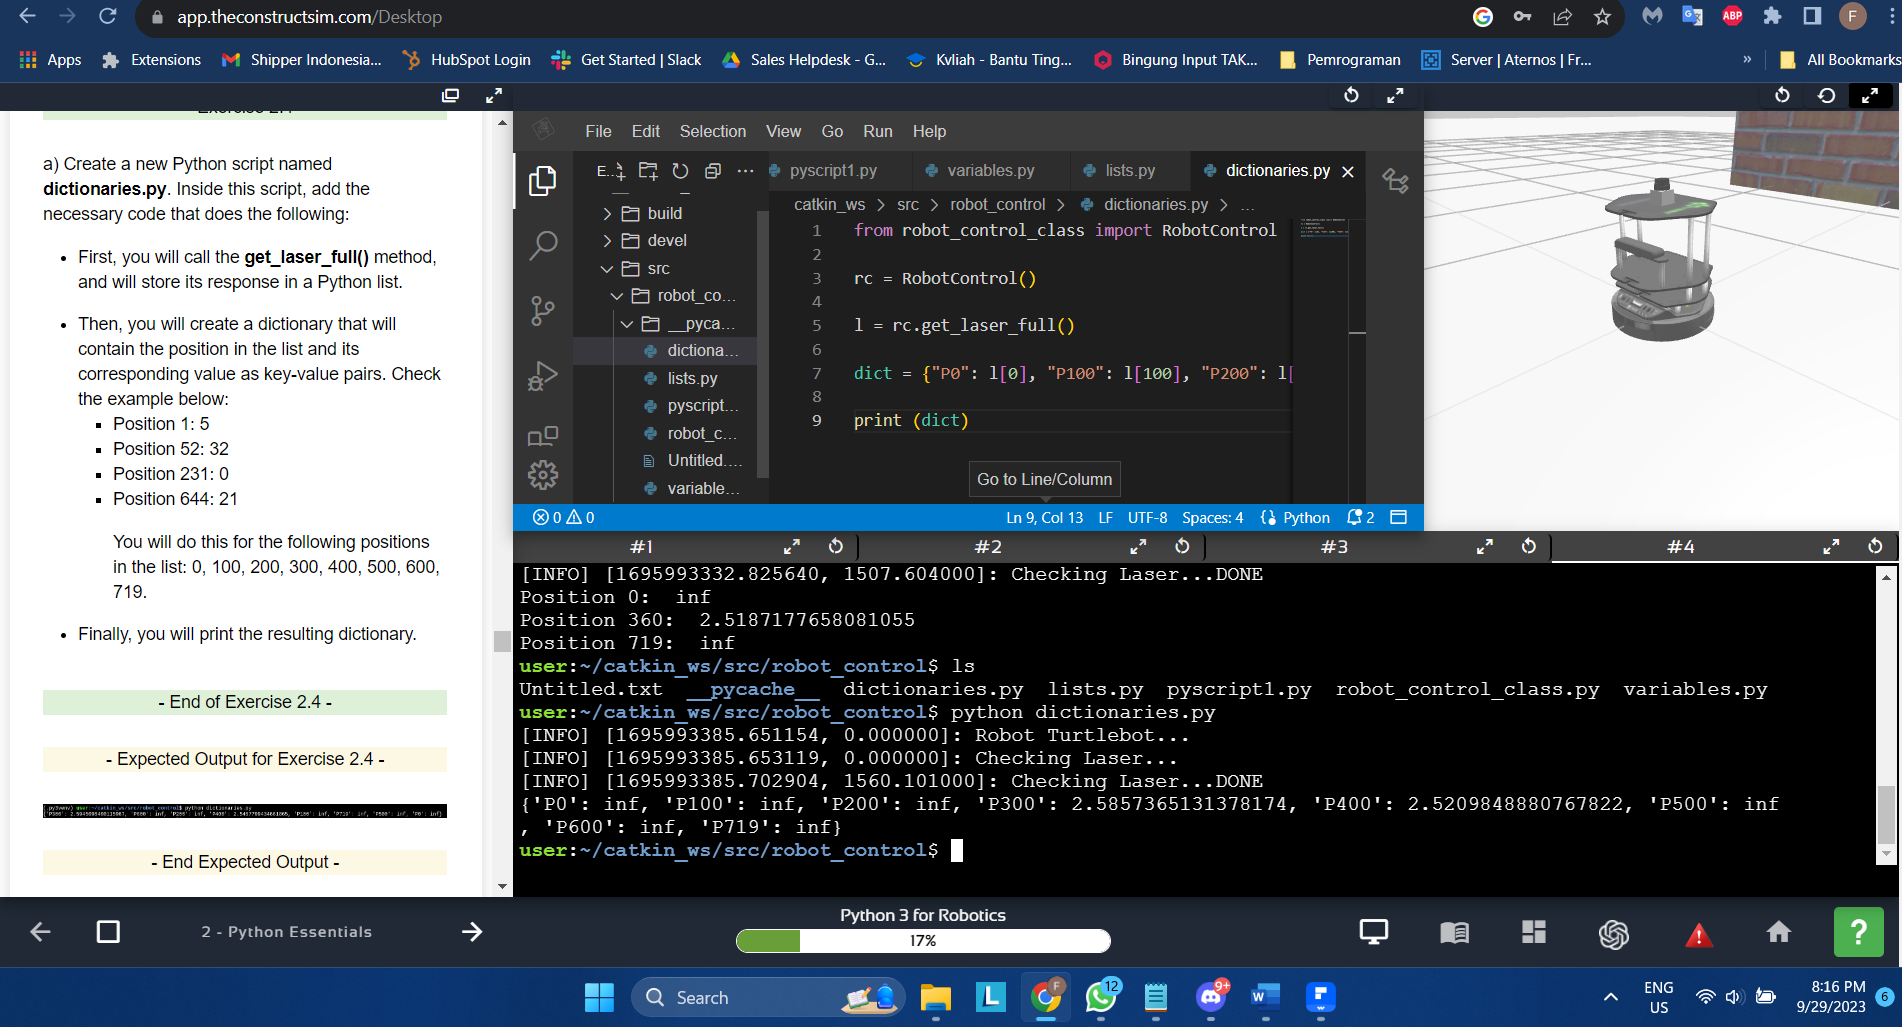 app.theconstructsim.com/Desktop
F
Apps
Extensions
Shipper Indonesia...
HubSpot Login
Get Started | Slack
Sales Helpdesk - G...
Kvliah - Bantu Ting...
Bingung Input TAK...
Pemrograman
Server | Aternos | Fr...
»
All Bookmarks
ABP
a) Create a new Python script named
dictionaries.py. Inside this script, add the
necessary code that does the following:
First, you will call the get_laser_full() method,
and will store its response in a Python list.
Then, you will create a dictionary that will
contain the position in the list and its
corresponding value as key-value pairs. Check
the example below:
Position 1: 5
Position 52: 32
Position 231: 0
Position 644: 21
You will do this for the following positions
in the list: 0, 100, 200, 300, 400, 500, 600,
719.
Finally, you will print the resulting dictionary.
- End of Exercise 2.4 -
- Expected Output for Exercise 2.4 -
- End Expected Output -
File Edit Selection View Go Run Help
E...
pyscript1.py
variables.py
lists.py
dictionaries.py
build
devel
src
robot_co...
__pyca...
dictiona...
lists.py
pyscript...
robot_c...
Untitled....
variable...
catkin_ws > src > robot_control > dictionaries.py > ...
1 from robot_control_class import RobotControl
2
3 rc = RobotControl()
4
5 l = rc.get_laser_full()
6
7 dict = {"P0": l[0], "P100": l[100], "P200": l[
8
9 print (dict)
Go to Line/Column
0 0
Ln 9, Col 13 LF UTF-8 Spaces: 4 Python 2
#1
#2
#3
#4
[INFO] [1695993332.825640, 1507.604000]: Checking Laser...DONE
Position 0: inf
Position 360: 2.5187177658081055
Position 719: inf
user:~/catkin_ws/src/robot_control$ ls
Untitled.txt __pycache__ dictionaries.py lists.py pyscript1.py robot_control_class.py variables.py
user:~/catkin_ws/src/robot_control$ python dictionaries.py
[INFO] [1695993385.651154, 0.000000]: Robot Turtlebot...
[INFO] [1695993385.653119, 0.000000]: Checking Laser...
[INFO] [1695993385.702904, 1560.101000]: Checking Laser...DONE
{'P0': inf, 'P100': inf, 'P200': inf, 'P300': 2.5857365131378174, 'P400': 2.5209848880767822, 'P500': inf
, 'P600': inf, 'P719': inf}
user:~/catkin_ws/src/robot_control$
2 - Python Essentials
Python 3 for Robotics
17%
?
Search
12
9+
ENG
US
8:16 PM
9/29/2023
6